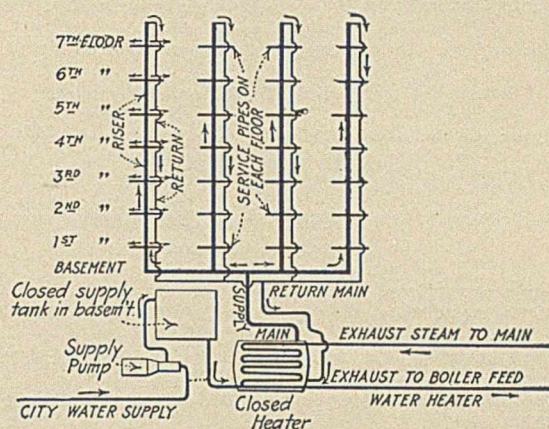 7TH FLOOR
6TH "
5TH "
4TH "
3RD "
2ND "
1ST "
BASEMENT
RISER
RETURN
SERVICE PIPES ON
EACH FLOOR
Closed supply
tank in basem't.
SUPPLY
MAIN
RETURN MAIN
Supply
Pump
EXHAUST STEAM TO MAIN
EXHAUST TO BOILER FEED
WATER HEATER
CITY WATER SUPPLY
Closed
Heater